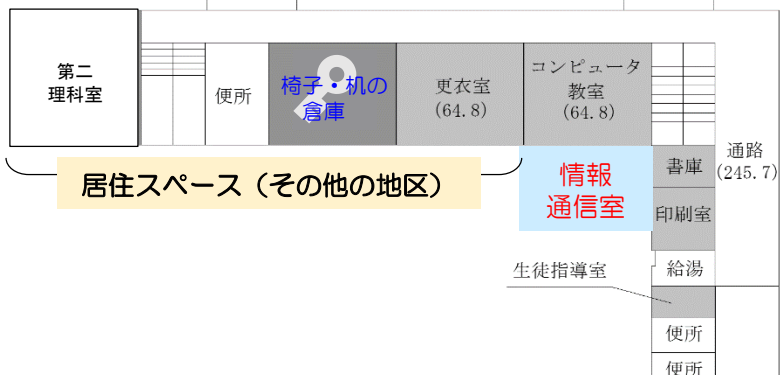 第二
理科室
便所
椅子・机の
倉庫
更衣室
(64.8)
コンピュータ
教室
(64.8)
通路
(245.7)
居住スペース（その他の地区）
情報
通信室
書庫
印刷室
生徒指導室
給湯
便所
便所